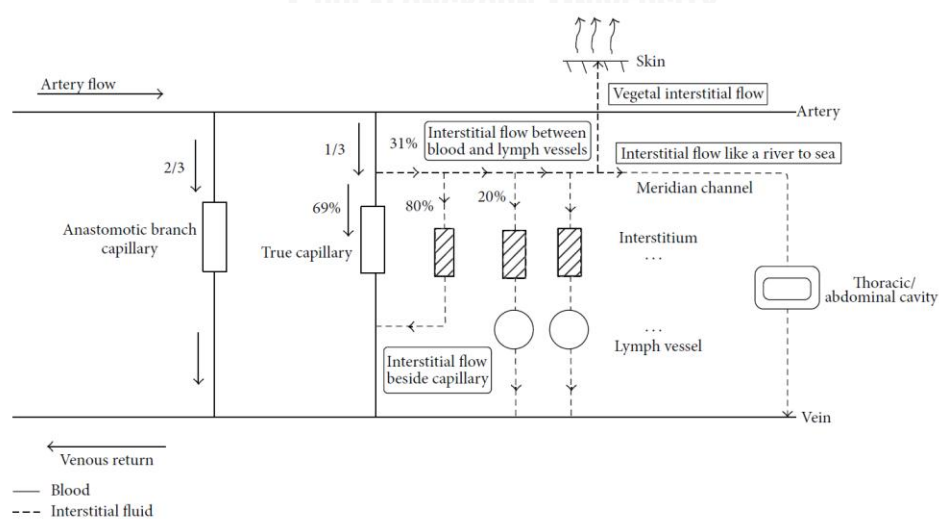 Skin
Artery flow
Vegetal interstitial flow
Artery
1/3
31%
Interstitial flow between
blood and lymph vessels
Interstitial flow like a river to sea
2/3
Meridian channel
69%
80%
20%
Anastomotic branch
capillary
True capillary
Interstitium
...
Thoracic/
abdominal cavity
...
Lymph vessel
Interstitial flow
beside capillary
Vein
Venous return
Blood
Interstitial fluid